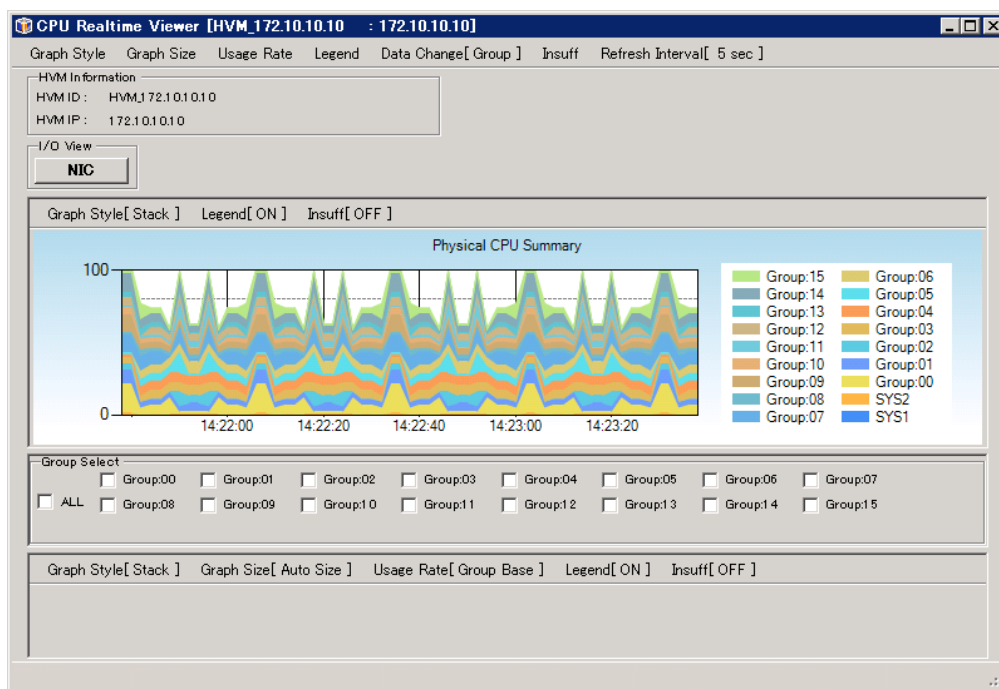 CPU Realtime Viewer [HVM_172.10.10.10 : 172.10.10.10]
Graph Style Graph Size Usage Rate Legend Data Change[ Group ] Insuff Refresh Interval[ 5 sec ]
HVM Information
HVM ID : HVM_172.10.10.10
HVM IP : 172.10.10.10
I/O View
NIC
Graph Style[ Stack ] Legend[ ON ] Insuff[ OFF ]
Physical CPU Summary
100
0
14:22:00 14:22:20 14:22:40 14:23:00 14:23:20
Group:15 Group:06
Group:14 Group:05
Group:13 Group:04
Group:12 Group:03
Group:11 Group:02
Group:10 Group:01
Group:09 Group:00
Group:08 SYS2
Group:07 SYS1
Group Select
Group:00 Group:01 Group:02 Group:03 Group:04 Group:05 Group:06 Group:07
ALL Group:08 Group:09 Group:10 Group:11 Group:12 Group:13 Group:14 Group:15
Graph Style[ Stack ] Graph Size[ Auto Size ] Usage Rate[ Group Base ] Legend[ ON ] Insuff[ OFF ]